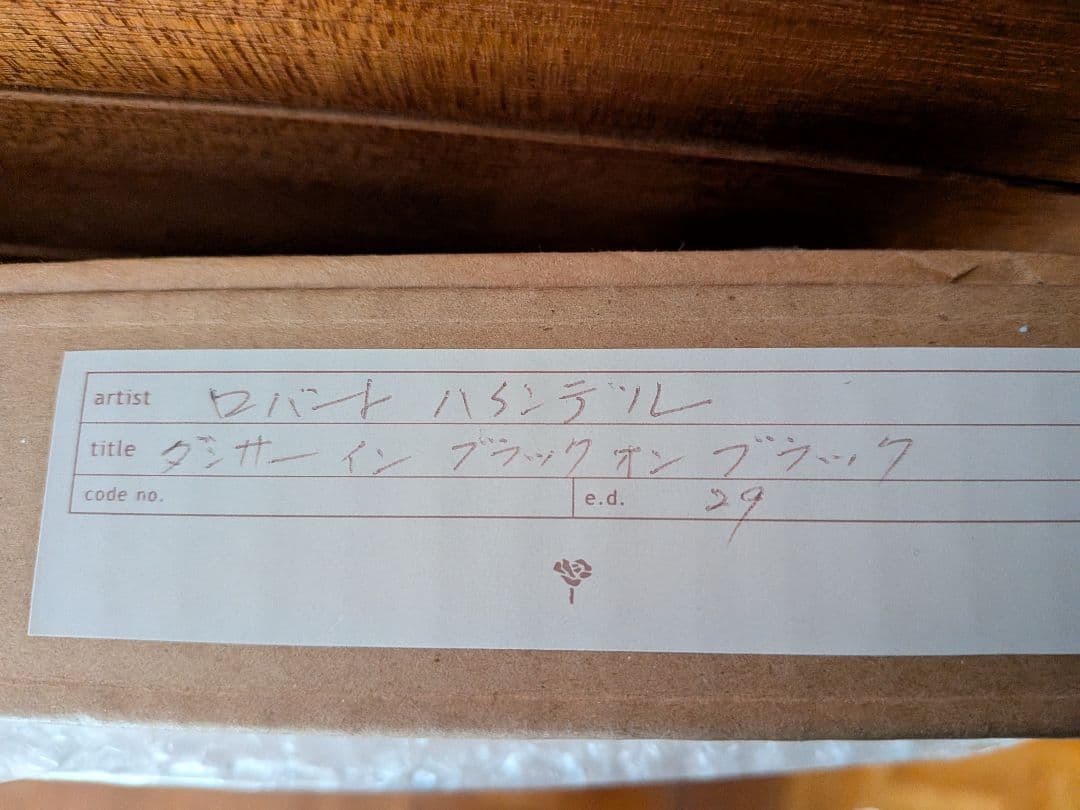 artist ロバート ハインデル
title ダンサー イン ブラック オン ブラック
code no. e.d. 29